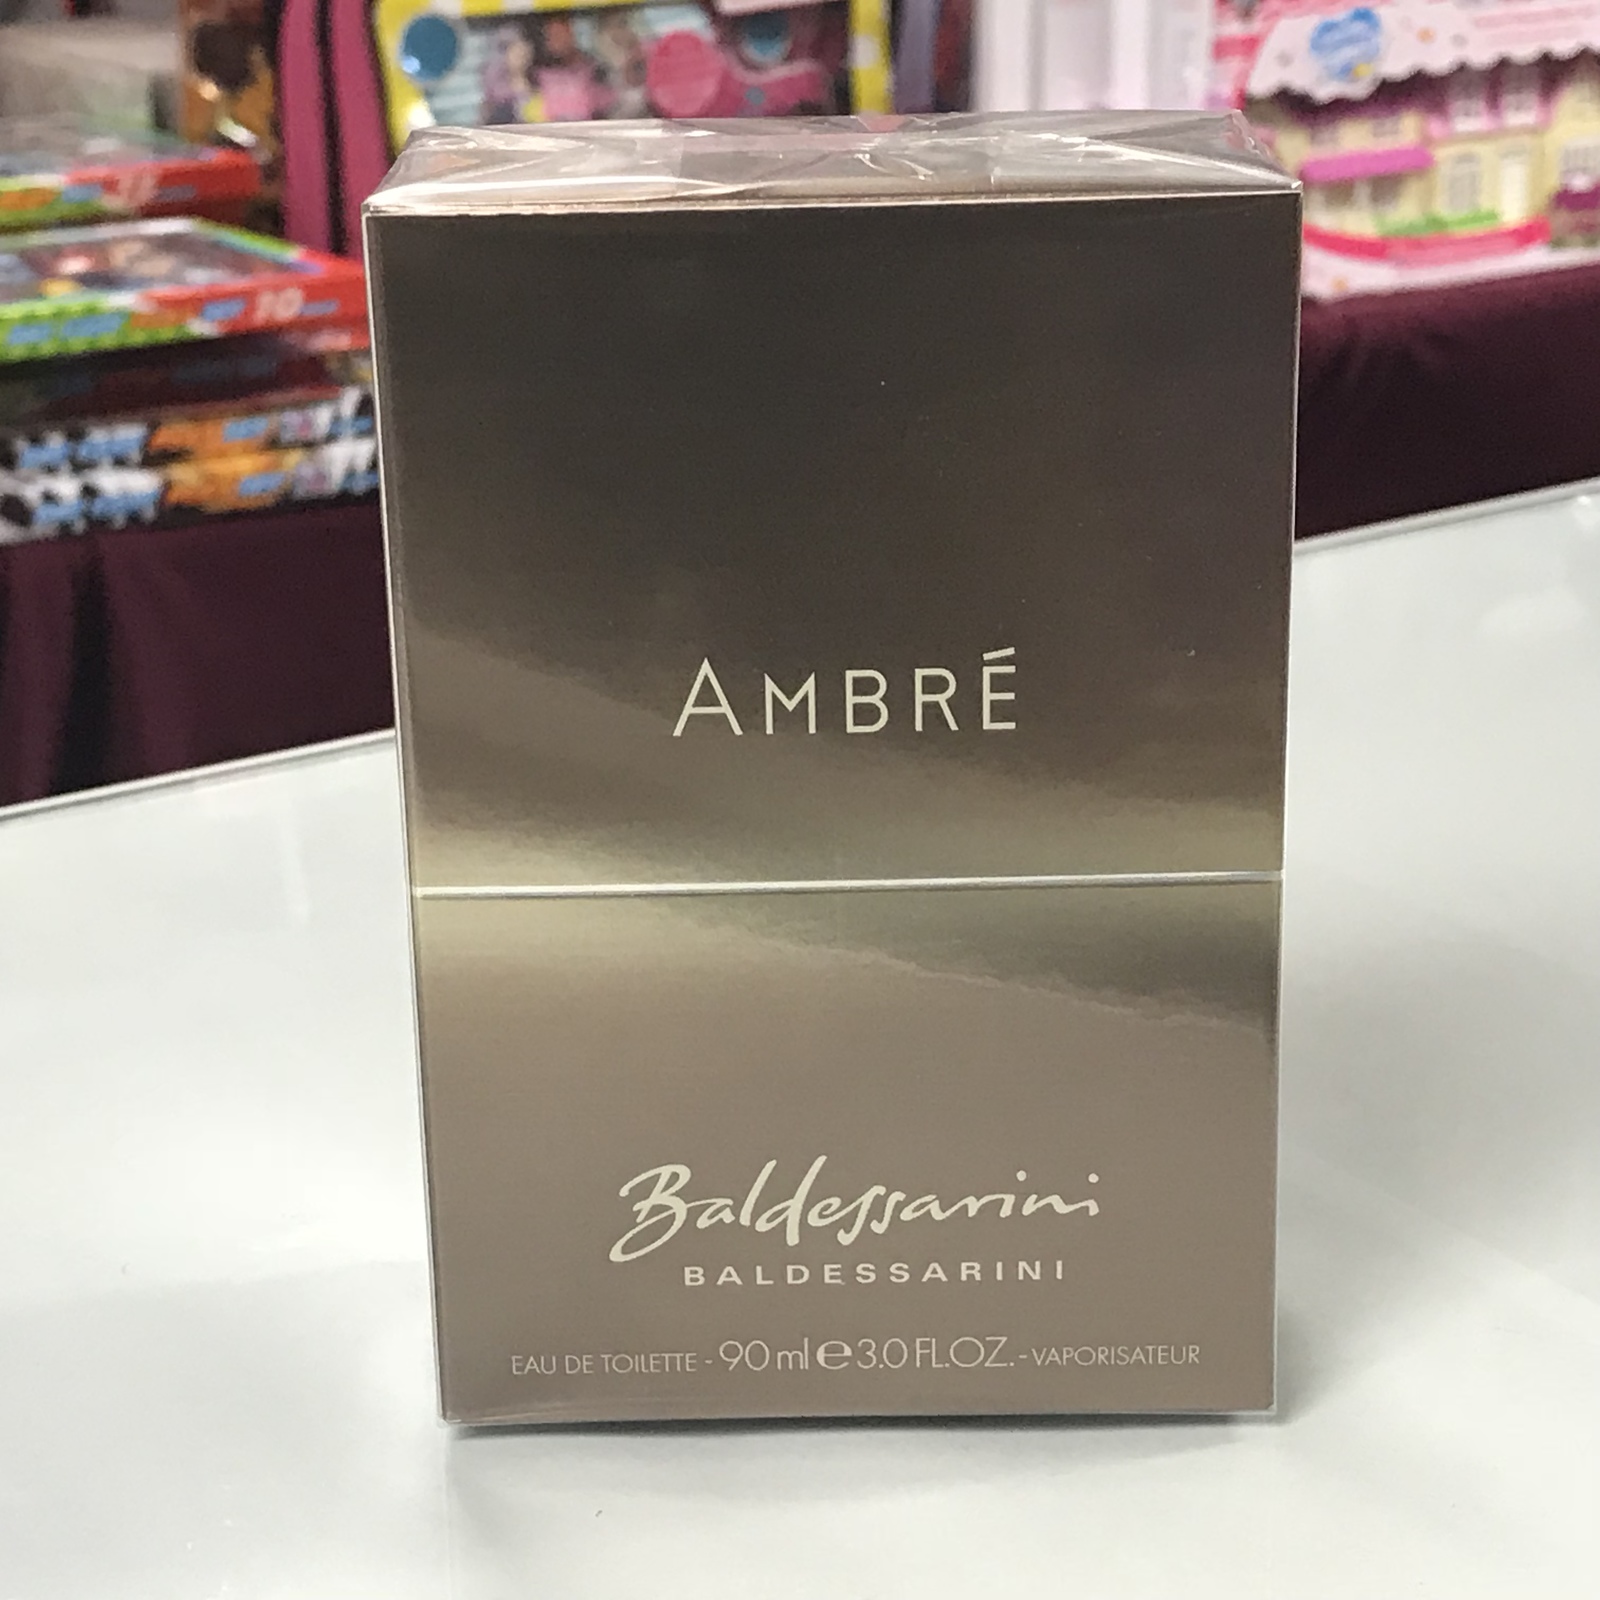 AMBRÉ
Baldessarini
BALDESSARINI
EAU DE TOILETTE - 90 ml e 3.0 FL.OZ. - VAPORISATEUR